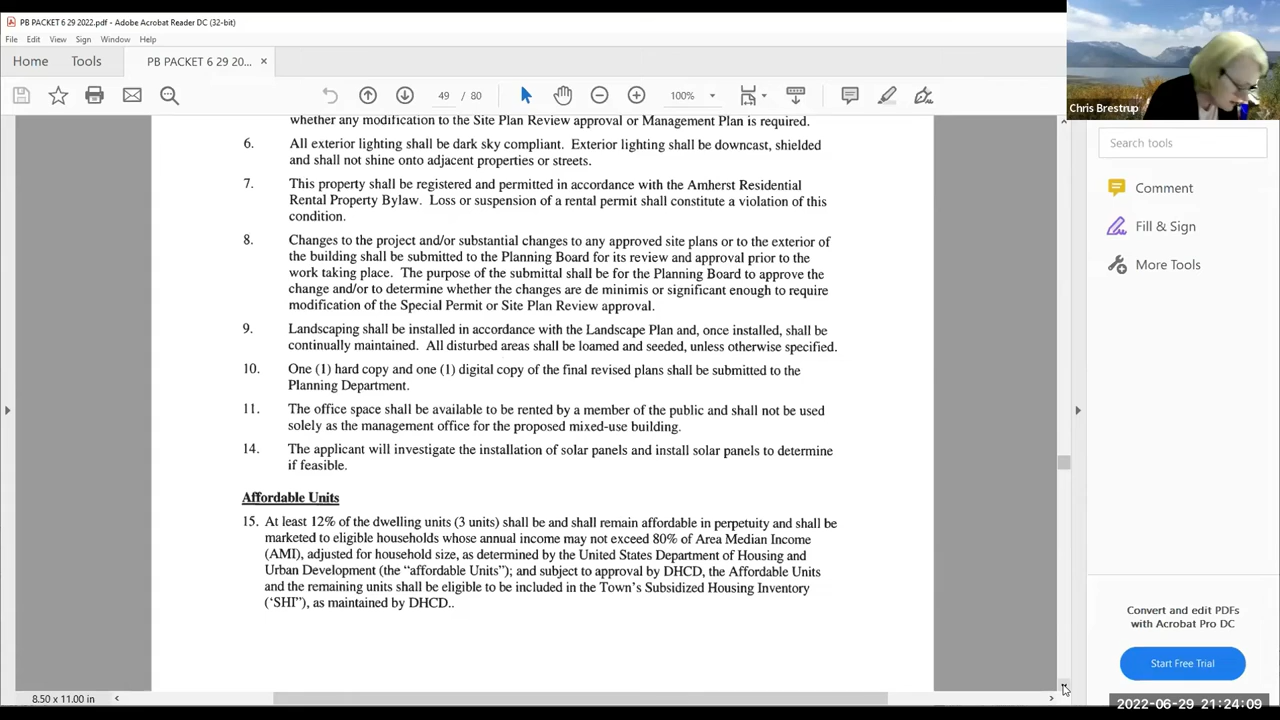 PB PACKET 6 29 2022.pdf - Adobe Acrobat Reader DC (32-bit)
File Edit View Sign Window Help
Home Tools PB PACKET 6 29 20... ×
49 / 80 100%
Chris Brestrup
Search tools
Comment
Fill & Sign
More Tools
whether any modification to the Site Plan Review approval or Management Plan is required.
6. All exterior lighting shall be dark sky compliant. Exterior lighting shall be downcast, shielded
and shall not shine onto adjacent properties or streets.
7. This property shall be registered and permitted in accordance with the Amherst Residential
Rental Property Bylaw. Loss or suspension of a rental permit shall constitute a violation of this
condition.
8. Changes to the project and/or substantial changes to any approved site plans or to the exterior of
the building shall be submitted to the Planning Board for its review and approval prior to the
work taking place. The purpose of the submittal shall be for the Planning Board to approve the
change and/or to determine whether the changes are de minimis or significant enough to require
modification of the Special Permit or Site Plan Review approval.
9. Landscaping shall be installed in accordance with the Landscape Plan and, once installed, shall be
continually maintained. All disturbed areas shall be loamed and seeded, unless otherwise specified.
10. One (1) hard copy and one (1) digital copy of the final revised plans shall be submitted to the
Planning Department.
11. The office space shall be available to be rented by a member of the public and shall not be used
solely as the management office for the proposed mixed-use building.
14. The applicant will investigate the installation of solar panels and install solar panels to determine
if feasible.
Affordable Units
15. At least 12% of the dwelling units (3 units) shall be and shall remain affordable in perpetuity and shall be
marketed to eligible households whose annual income may not exceed 80% of Area Median Income
(AMI), adjusted for household size, as determined by the United States Department of Housing and
Urban Development (the “affordable Units”); and subject to approval by DHCD, the Affordable Units
and the remaining units shall be eligible to be included in the Town’s Subsidized Housing Inventory
(‘SHI”), as maintained by DHCD..
Convert and edit PDFs
with Acrobat Pro DC
Start Free Trial
8.50 x 11.00 in
2022-06-29 21:24:09